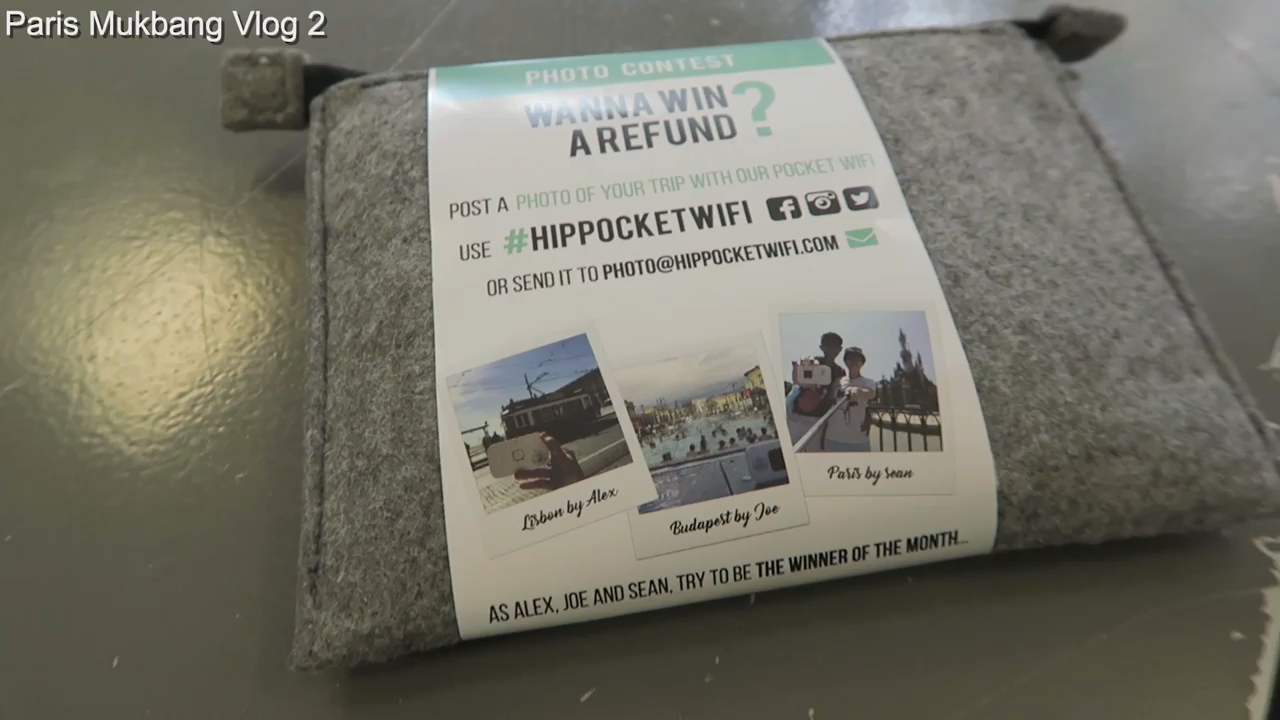 Paris Mukbang Vlog 2
PHOTO CONTEST
WANNA WIN
A REFUND?
POST A PHOTO OF YOUR TRIP WITH OUR POCKET WIFI
USE #HIPPOCKETWIFI
OR SEND IT TO PHOTO@HIPPOCKETWIFI.COM
Lisbon by Alex
Budapest by Joe
Paris by sean
AS ALEX, JOE AND SEAN, TRY TO BE THE WINNER OF THE MONTH...